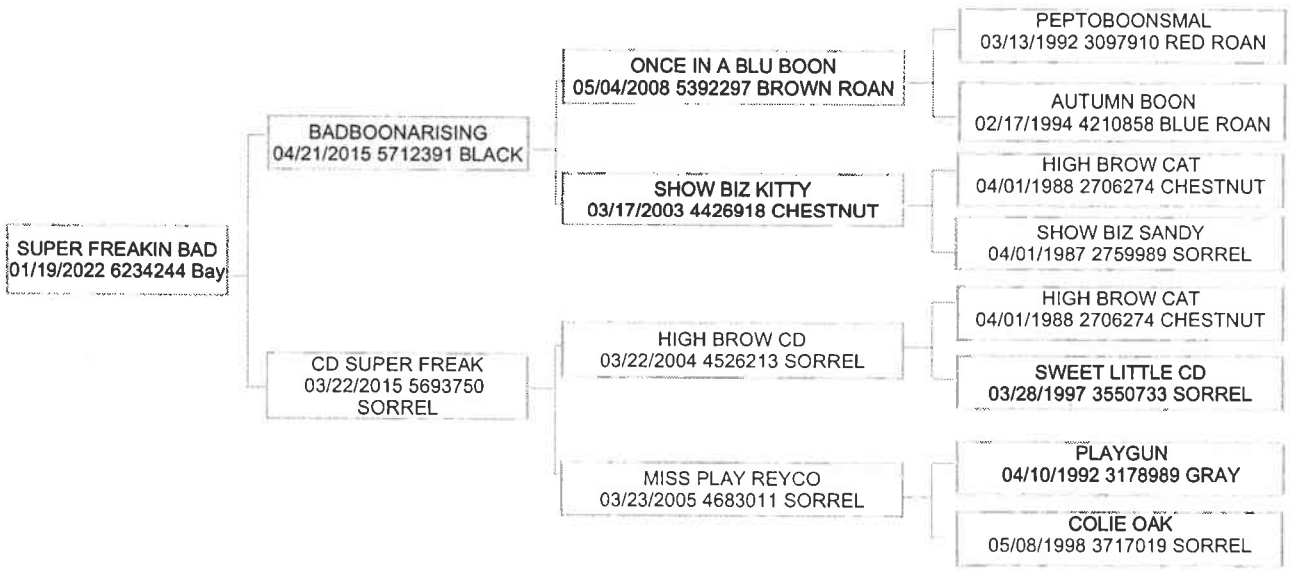 SUPER FREAKIN BAD
01/19/2022 6234244 Bay
BADBOONARISING
04/21/2015 5712391 BLACK
CD SUPER FREAK
03/22/2015 5693750
SORREL
ONCE IN A BLU BOON
05/04/2008 5392297 BROWN ROAN
SHOW BIZ KITTY
03/17/2003 4426918 CHESTNUT
HIGH BROW CD
03/22/2004 4526213 SORREL
MISS PLAY REYCO
03/23/2005 4683011 SORREL
PEPTOBOONSMAL
03/13/1992 3097910 RED ROAN
AUTUMN BOON
02/17/1994 4210858 BLUE ROAN
HIGH BROW CAT
04/01/1988 2706274 CHESTNUT
SHOW BIZ SANDY
04/01/1987 2759989 SORREL
HIGH BROW CAT
04/01/1988 2706274 CHESTNUT
SWEET LITTLE CD
03/28/1997 3550733 SORREL
PLAYGUN
04/10/1992 3178989 GRAY
COLIE OAK
05/08/1998 3717019 SORREL